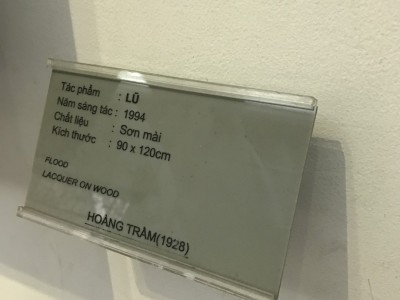 Tác phẩm : LŨ
Năm sáng tác : 1994
Chất liệu : Sơn mài
Kích thước : 90 x 120cm
FLOOD
LACQUER ON WOOD
HOÀNG TRẦM(1928)